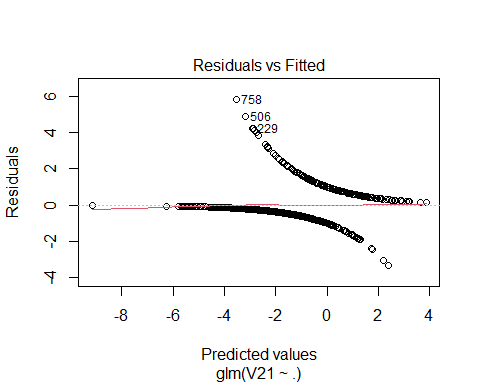 Residuals vs Fitted
Residuals
6
4
2
0
-2
-4
758
506
229
-8 -6 -4 -2 0 2 4
Predicted values
glm(V21 ~ .)